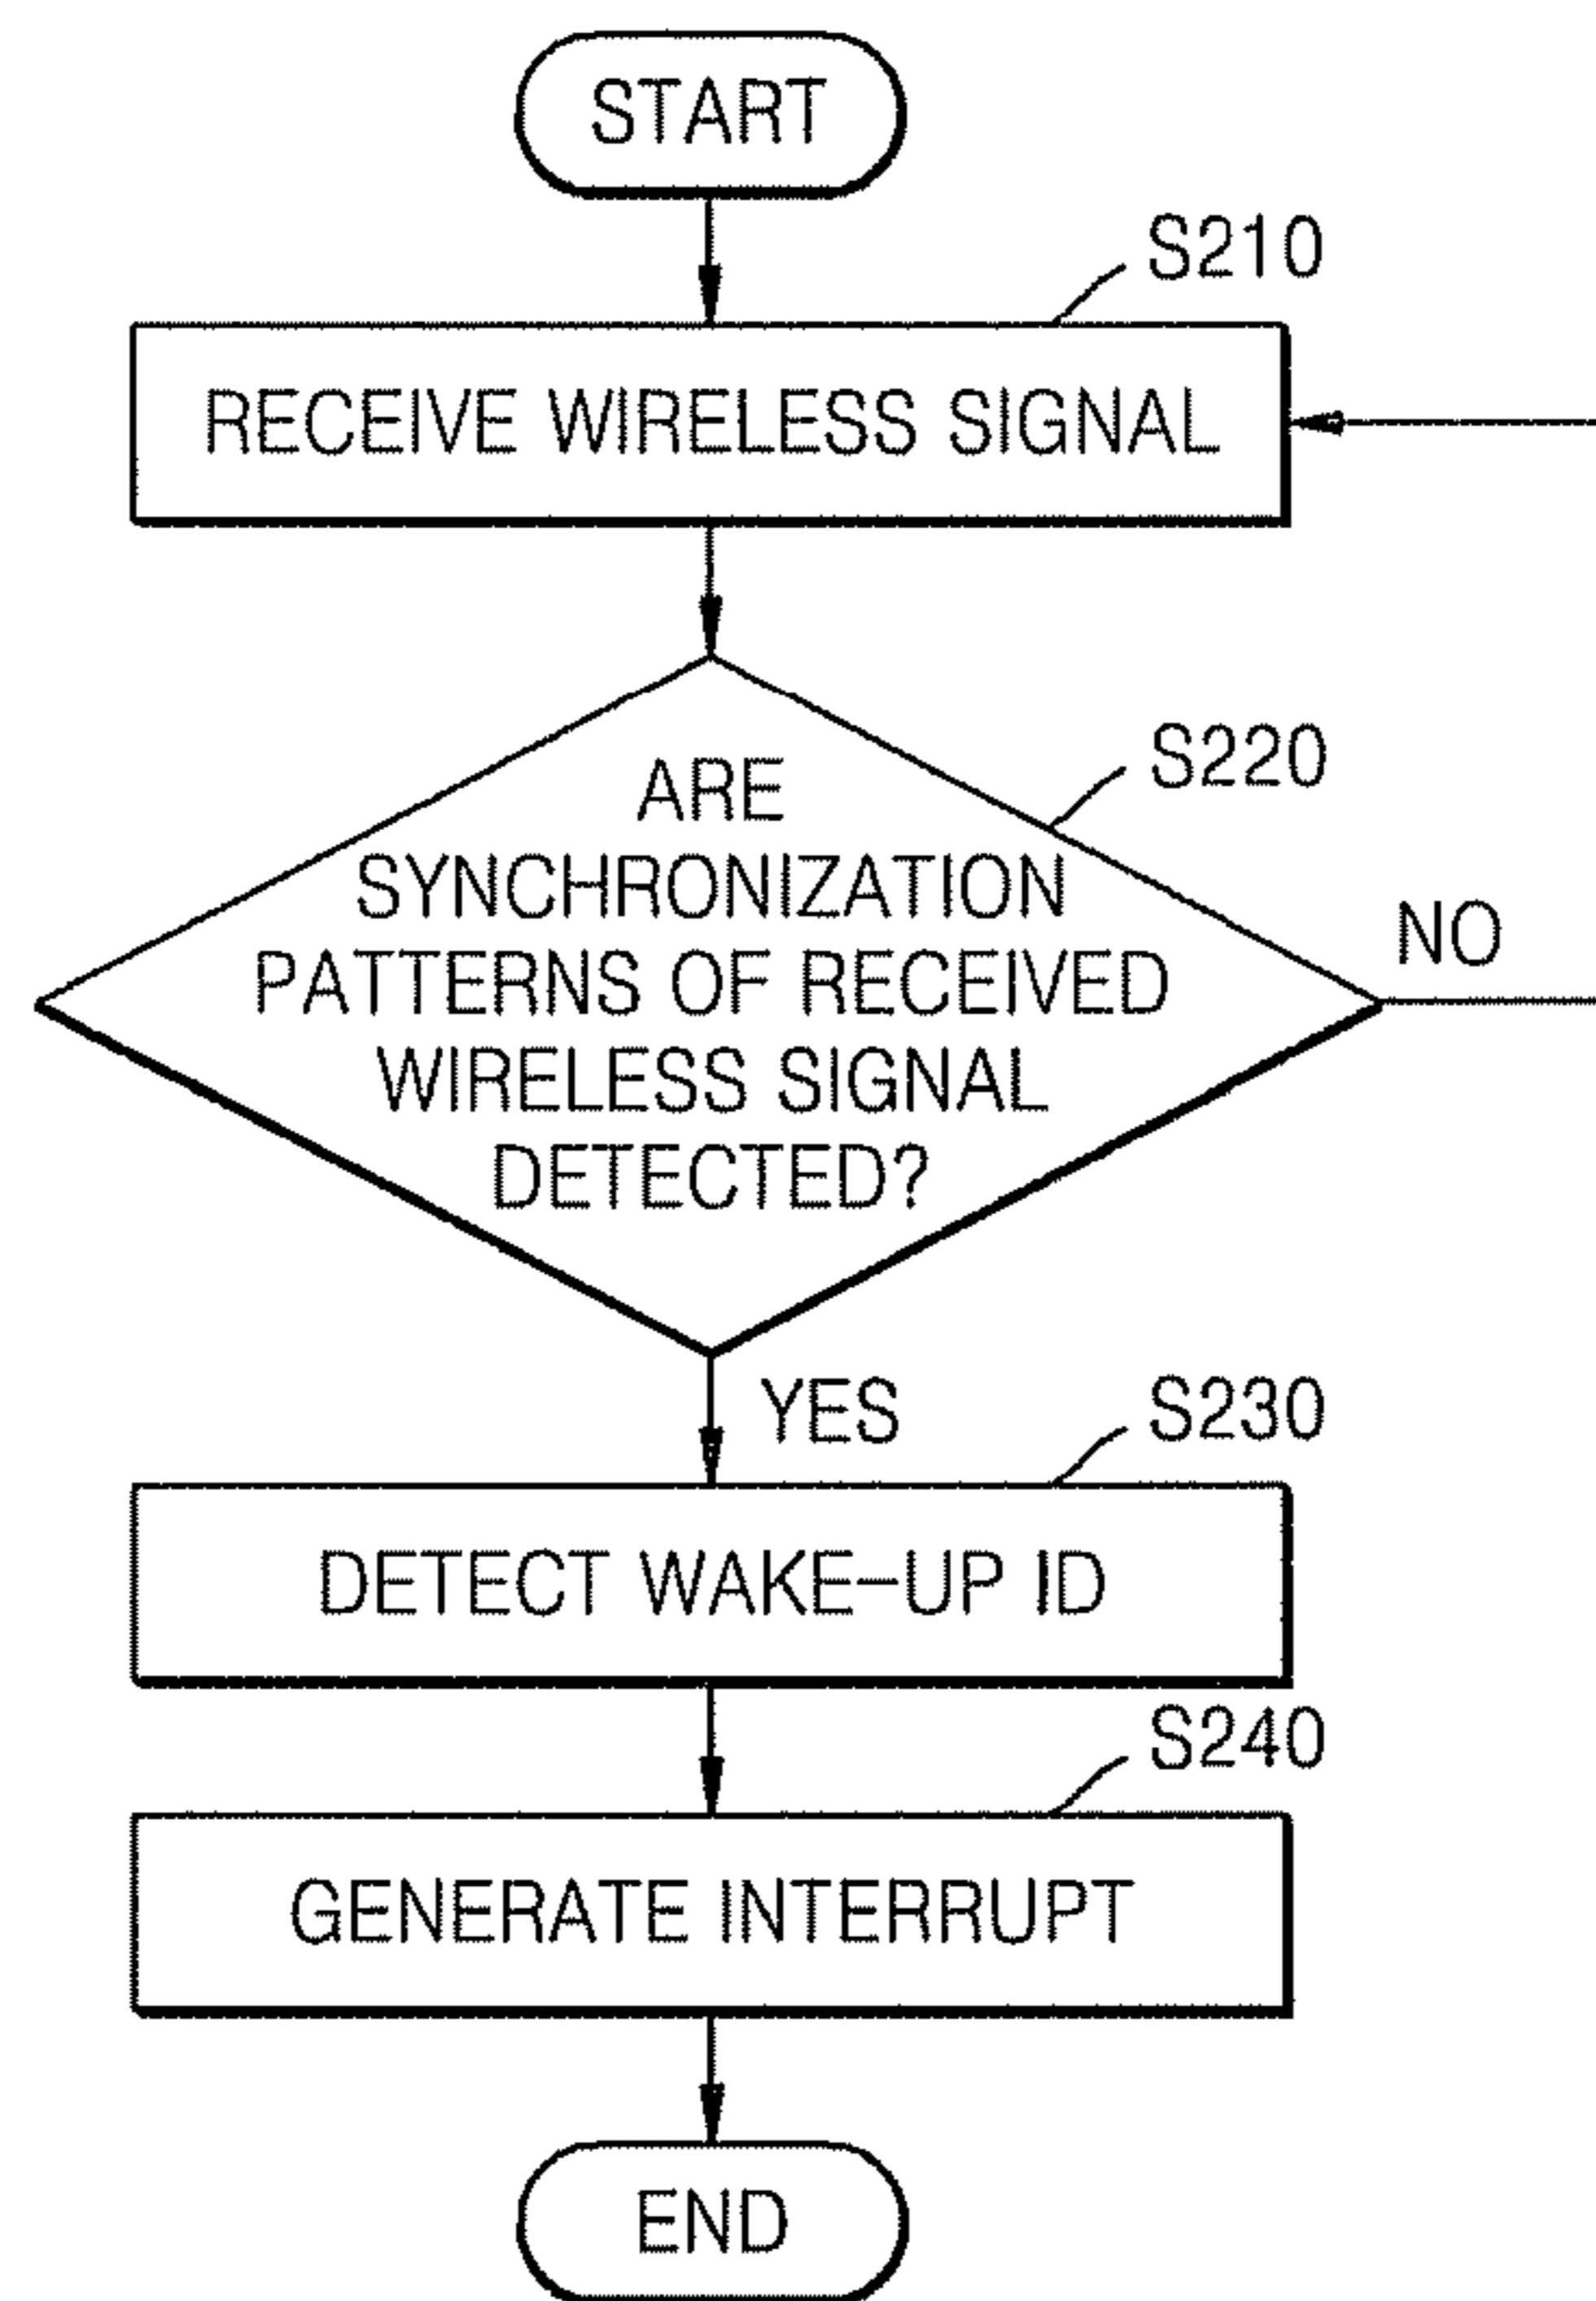 START
S210
RECEIVE WIRELESS SIGNAL
S220
ARE
SYNCHRONIZATION
PATTERNS OF RECEIVED
WIRELESS SIGNAL
DETECTED?
NO
YES
S230
DETECT WAKE-UP ID
S240
GENERATE INTERRUPT
END